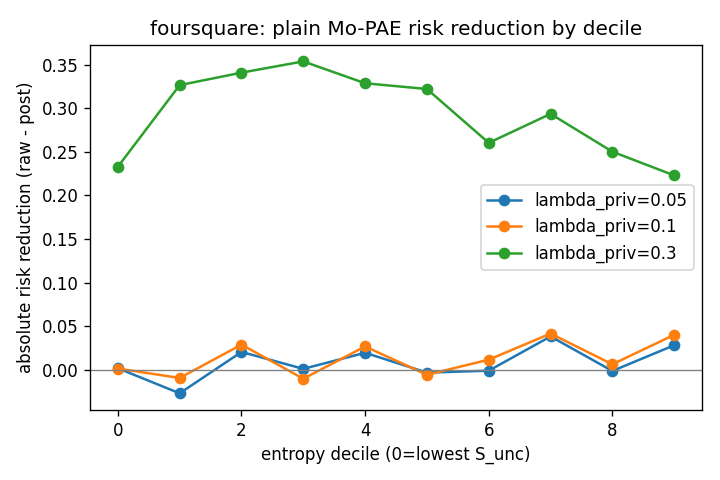 foursquare: plain Mo-PAE risk reduction by decile
absolute risk reduction (raw - post)
0.35
0.30
0.25
0.20
0.15
0.10
0.05
0.00
lambda_priv=0.05
lambda_priv=0.1
lambda_priv=0.3
0 2 4 6 8
entropy decile (0=lowest S_unc)